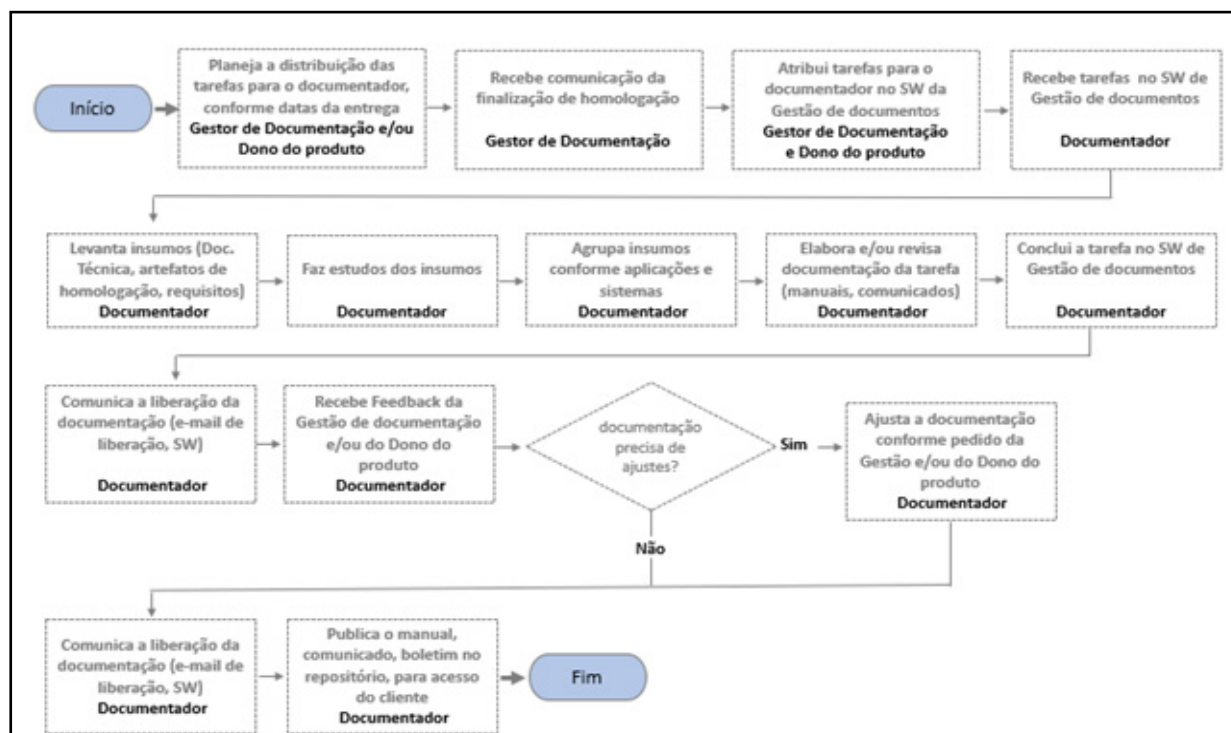 Início
Planeja a distribuição das
tarefas para o documentador,
conforme datas da entrega
Gestor de Documentação e/ou
Dono do produto
Recebe comunicação da
finalização de homologação
Gestor de Documentação
Atribui tarefas para o
documentador no SW da
Gestão de documentos
Gestor de Documentação
e Dono do produto
Recebe tarefas no SW de
Gestão de documentos
Documentador
Levanta insumos (Doc.
Técnica, artefatos de
homologação, requisitos)
Documentador
Faz estudos dos insumos
Documentador
Agrupa insumos
conforme aplicações e
sistemas
Documentador
Elabora e/ou revisa
documentação da tarefa
(manuais, comunicados)
Documentador
Conclui a tarefa no SW de
Gestão de documentos
Documentador
Comunica a liberação da
documentação (e-mail de
liberação, SW)
Documentador
Recebe Feedback da
Gestão de documentação
e/ou do Dono do
produto
Documentador
documentação
precisa de
ajustes?
Sim
Não
Ajusta a documentação
conforme pedido da
Gestão e/ou do Dono do
produto
Documentador
Comunica a liberação da
documentação (e-mail de
liberação, SW)
Documentador
Publica o manual,
comunicado, boletim no
repositório, para acesso
do cliente
Documentador
Fim